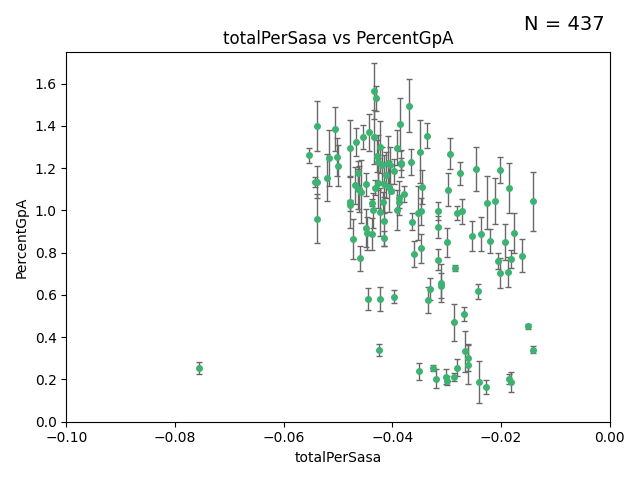 N = 437
totalPerSasa vs PercentGpA
PercentGpA
1.6
1.4
1.2
1.0
0.8
0.6
0.4
0.2
0.0
−0.10 −0.08 −0.06 −0.04 −0.02 0.00
totalPerSasa